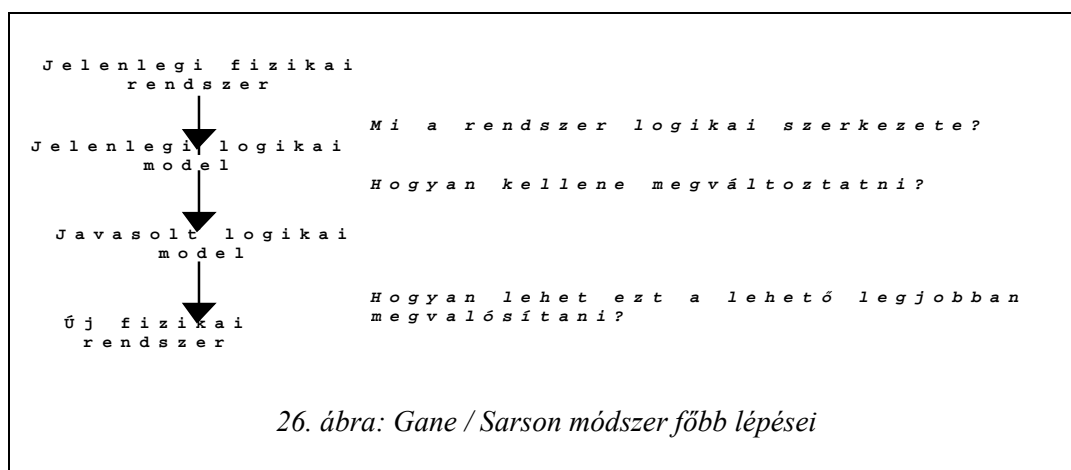 Jelenlegi fizikai
rendszer
Mi a rendszer logikai szerkezete?
Jelenlegi logikai
model
Hogyan kellene megváltoztatni?
Javasolt logikai
model
Hogyan lehet ezt a lehető legjobban
megvalósítani?
Új fizikai
rendszer
26. ábra: Gane / Sarson módszer főbb lépései